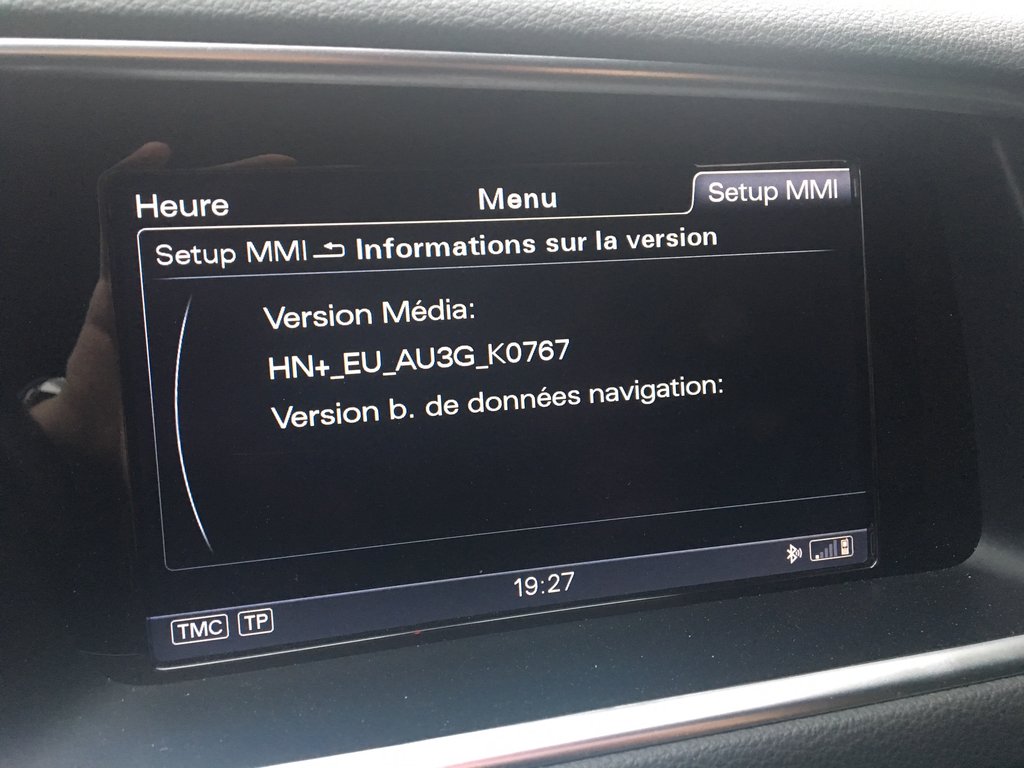 Heure Menu Setup MMI
Setup MMI Informations sur la version
Version Média:
HN+_EU_AU3G_K0767
Version b. de données navigation:
19:27
TMC TP